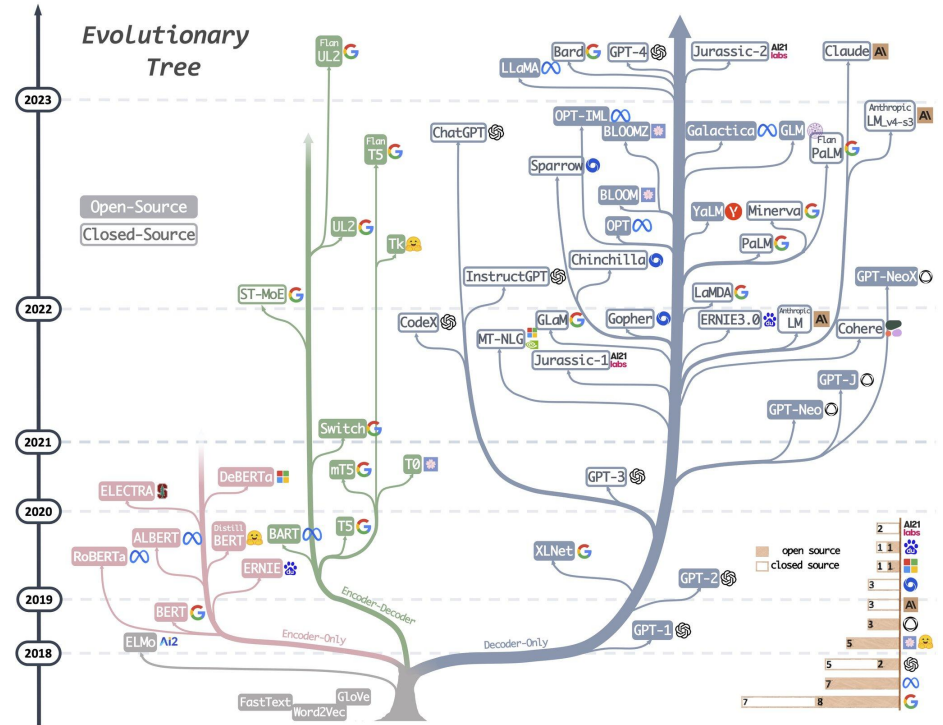 Evolutionary
Tree
Flan
UL2
Bard
GPT-4
Jurassic-2
AI21
labs
Claude
A\
LLaMA
2023
OPT-IML
BLOOMZ
Galactica
GLM
Anthropic
LM_v4-s3
A\
ChatGPT
Flan
T5
Flan
PaLM
Sparrow
Open-Source
Closed-Source
BLOOM
YaLM
Y
Minerva
UL2
OPT
Tk
PaLM
Chinchilla
InstructGPT
GPT-NeoX
ST-MoE
LaMDA
2022
CodeX
GLaM
Gopher
ERNIE3.0
Anthropic
LM
A\
Cohere
MT-NLG
Jurassic-1
AI21
labs
GPT-J
GPT-Neo
Switch
2021
DeBERTa
mT5
T0
GPT-3
ELECTRA
S
2020
Distill
BERT
ALBERT
BART
T5
RoBERTa
ERNIE
XLNet
GPT-2
2019
BERT
Encoder-Decoder
Encoder-Only
Decoder-Only
GPT-1
ELMo
Ai2
2018
FastText
Word2Vec
GloVe
open source
closed source
2
AI21
labs
1 1
1 1
3
3
A\
3
5
5 2
7
7 8